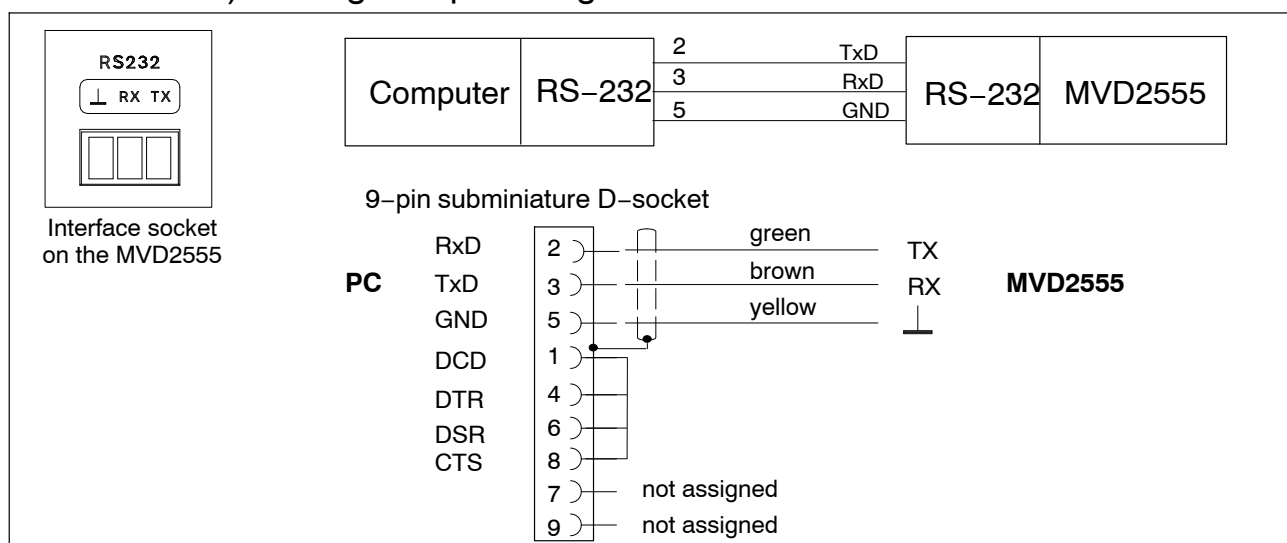 RS232
⊥ RX TX
Interface socket
on the MVD2555
Computer RS−232 2 TxD RS−232 MVD2555
3 RxD
5 GND
9−pin subminiature D−socket
RxD 2 green TX
PC TxD 3 brown RX MVD2555
GND 5 yellow
DCD 1
DTR 4
DSR 6
CTS 8
7 not assigned
9 not assigned